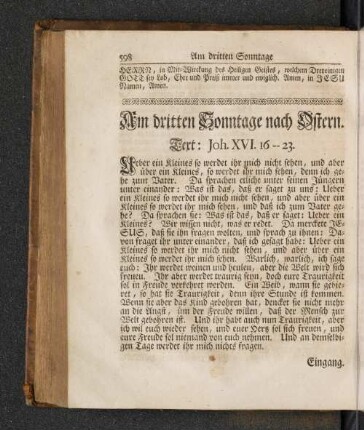 598 Am dritten Sonntage
HERRN, in Mit-Wirckung des Heiligen Geistes, welchem Dreyeinigen
GOTT sey Lob, Ehr und Preiß immer und ewiglich. Amen, in JESU
Namen, Amen.
Am dritten Sonntage nach Ostern.
Text: Joh. XVI. 16-23.
Ueber ein Kleines so werdet ihr mich nicht sehen, und aber
über ein Kleines, so werdet ihr mich sehen, denn ich ge-
he zum Vater. Da sprachen etliche unter seinen Jüngern
unter einander: Was ist das, daß er saget zu uns: Ueber
ein Kleines so werdet ihr mich nicht sehen, und aber über ein
Kleines so werdet ihr mich sehen, und daß ich zum Vater ge-
he? Da sprachen sie: Was ist das, daß er saget: Ueber ein
Kleines? Wir wissen nicht, was er redet. Da merckete JE-
SUS, daß sie ihn fragen wolten, und sprach zu ihnen: Da-
von fraget ihr unter einander, daß ich gesagt habe: Ueber ein
Kleines so werdet ihr mich nicht sehen, und aber über ein
Kleines so werdet ihr mich sehen. Warlich, warlich, ich sage
euch: Ihr werdet weinen und heulen, aber die Welt wird sich
freuen. Ihr aber werdet traurig seyn, doch eure Traurigkeit
sol in Freude verkehret werden. Ein Weib, wann sie gebie-
ret, so hat sie Traurigkeit, denn ihre Stunde ist kommen.
Wenn sie aber das Kind gebohren hat, dencket sie nicht mehr
an die Angst, um der Freude willen, daß der Mensch zur
Welt gebohren ist. Und ihr habt auch nun Traurigkeit, aber
ich wil euch wieder sehen, und euer Hertz sol sich freuen, und
eure Freude sol niemand von euch nehmen. Und an demselbi-
gen Tage werdet ihr mich nichts fragen.
Eingang.